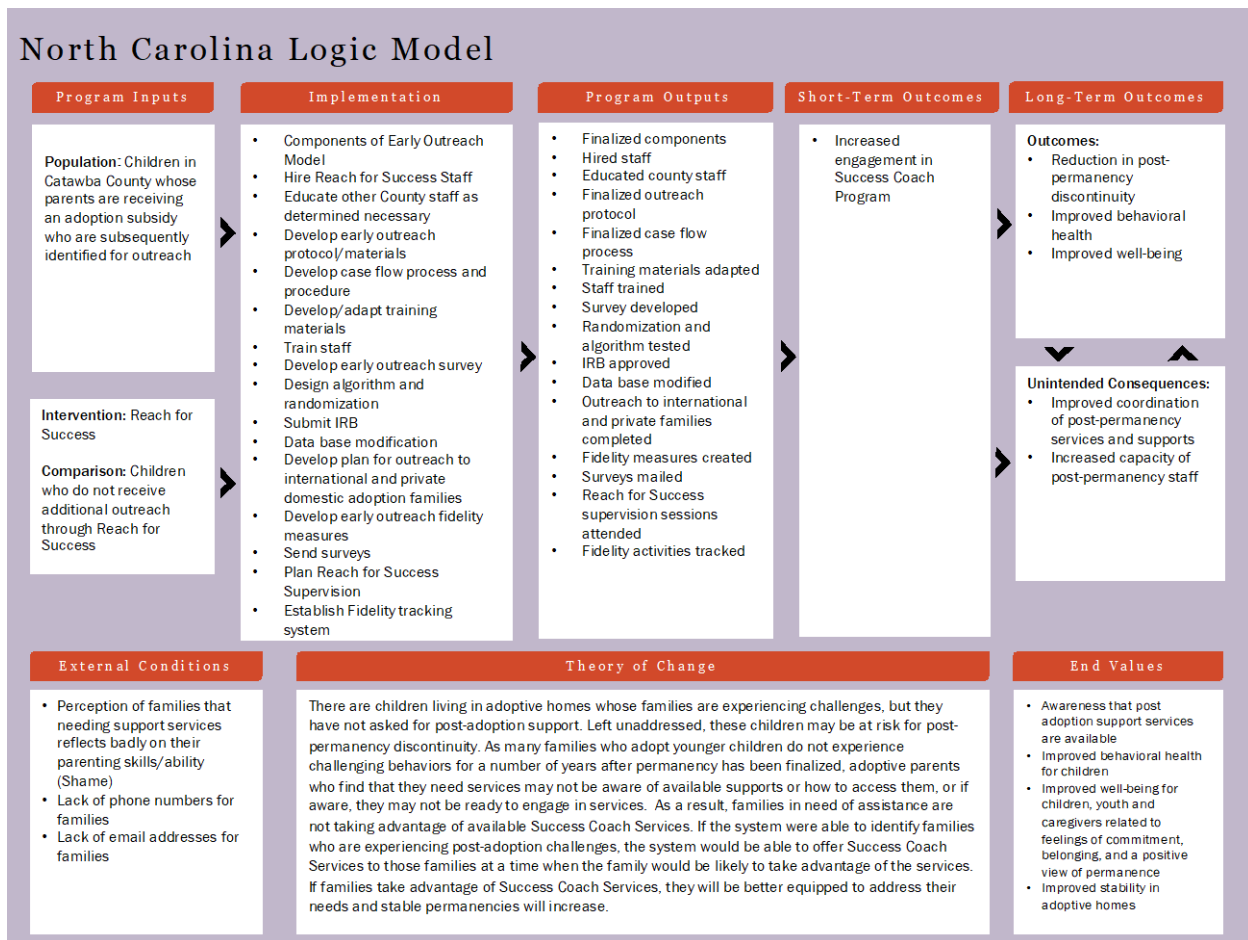 North Carolina Logic Model
Program Inputs
Population: Children in
Catawba County whose
parents are receiving
an adoption subsidy
who are subsequently
identified for outreach
Intervention: Reach for
Success
Comparison: Children
who do not receive
additional outreach
through Reach for
Success
Implementation
• Components of Early Outreach
Model
• Hire Reach for Success Staff
• Educate other County staff as
determined necessary
• Develop early outreach
protocol/materials
• Develop case flow process and
procedure
• Develop/adapt training
materials
• Train staff
• Develop early outreach survey
• Design algorithm and
randomization
• Submit IRB
• Data base modification
• Develop plan for outreach to
international and private
domestic adoption families
• Develop early outreach fidelity
measures
• Send surveys
• Plan Reach for Success
Supervision
• Establish Fidelity tracking
system
Program Outputs
• Finalized components
• Hired staff
• Educated county staff
• Finalized outreach
protocol
• Finalized case flow
process
• Training materials adapted
• Staff trained
• Survey developed
• Randomization and
algorithm tested
• IRB approved
• Data base modified
• Outreach to international
and private families
completed
• Fidelity measures created
• Surveys mailed
• Reach for Success
supervision sessions
attended
• Fidelity activities tracked
Short-Term Outcomes
• Increased
engagement in
Success Coach
Program
Long-Term Outcomes
Outcomes:
• Reduction in post-
permanency
discontinuity
• Improved behavioral
health
• Improved well-being
Unintended Consequences:
• Improved coordination
of post-permanency
services and supports
• Increased capacity of
post-permanency staff
External Conditions
• Perception of families that
needing support services
reflects badly on their
parenting skills/ability
(Shame)
• Lack of phone numbers for
families
• Lack of email addresses for
families
Theory of Change
There are children living in adoptive homes whose families are experiencing challenges, but they
have not asked for post-adoption support. Left unaddressed, these children may be at risk for post-
permanency discontinuity. As many families who adopt younger children do not experience
challenging behaviors for a number of years after permanency has been finalized, adoptive parents
who find that they need services may not be aware of available supports or how to access them, or if
aware, they may not be ready to engage in services. As a result, families in need of assistance are
not taking advantage of available Success Coach Services. If the system were able to identify families
who are experiencing post-adoption challenges, the system would be able to offer Success Coach
Services to those families at a time when the family would be likely to take advantage of the services.
If families take advantage of Success Coach Services, they will be better equipped to address their
needs and stable permanencies will increase.
End Values
• Awareness that post
adoption support services
are available
• Improved behavioral health
for children
• Improved well-being for
children, youth and
caregivers related to
feelings of commitment,
belonging, and a positive
view of permanence
• Improved stability in
adoptive homes